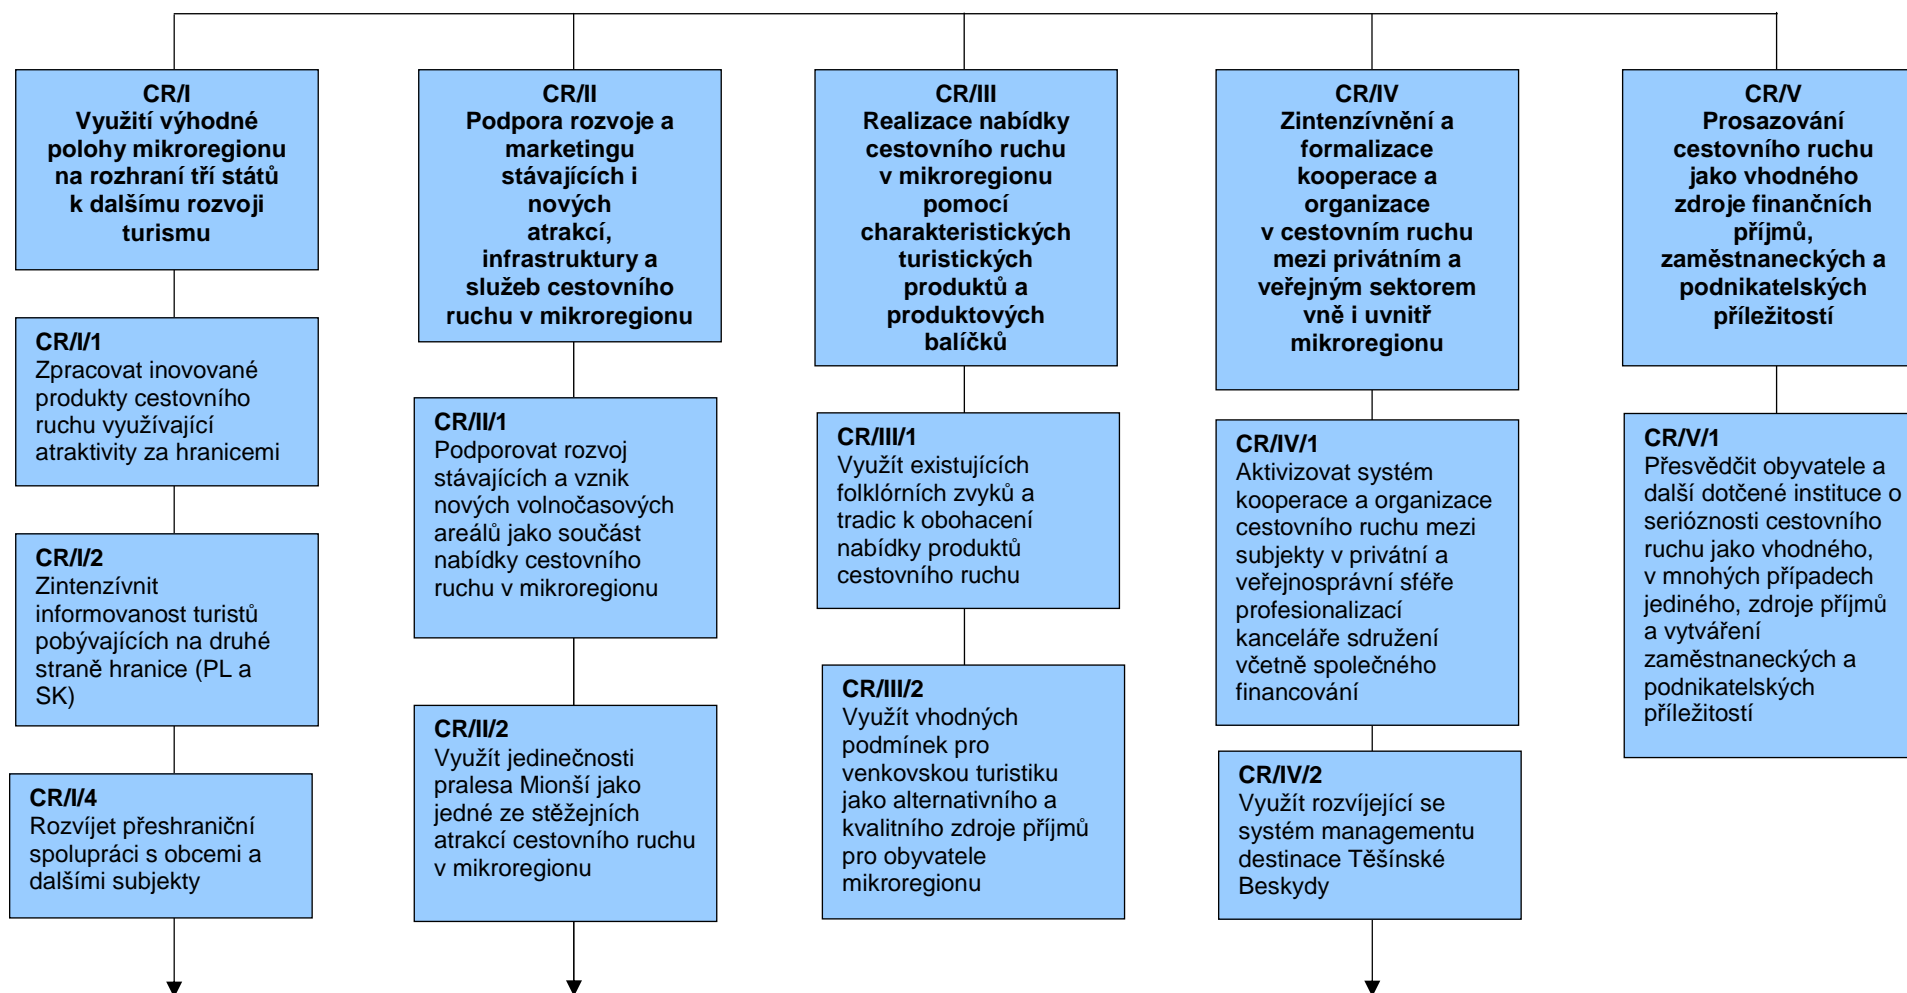 CR/I
Využití výhodné
polohy mikroregionu
na rozhraní tří států
k dalšímu rozvoji
turismu
CR/I/1
Zpracovat inovované
produkty cestovního
ruchu využívající
atraktivity za hranicemi
CR/I/2
Zintenzívnit
informovanost turistů
pobývajících na druhé
straně hranice (PL a
SK)
CR/I/4
Rozvíjet přeshraniční
spolupráci s obcemi a
dalšími subjekty
CR/II
Podpora rozvoje a
marketingu
stávajících i
nových
atrakcí,
infrastruktury a
služeb cestovního
ruchu v mikroregionu
CR/II/1
Podporovat rozvoj
stávajících a vznik
nových volnočasových
areálů jako součást
nabídky cestovního
ruchu v mikroregionu
CR/II/2
Využít jedinečnosti
pralesa Mionší jako
jedné ze stěžejních
atrakcí cestovního ruchu
v mikroregionu
CR/III
Realizace nabídky
cestovního ruchu
v mikroregionu
pomocí
charakteristických
turistických
produktů a
produktových
balíčků
CR/III/1
Využít existujících
folklórních zvyků a
tradic k obohacení
nabídky produktů
cestovního ruchu
CR/III/2
Využít vhodných
podmínek pro
venkovskou turistiku
jako alternativního a
kvalitního zdroje příjmů
pro obyvatele
mikroregionu
CR/IV
Zintenzívnění a
formalizace
kooperace a
organizace
v cestovním ruchu
mezi privátním a
veřejným sektorem
vně i uvnitř
mikroregionu
CR/IV/1
Aktivizovat systém
kooperace a organizace
cestovního ruchu mezi
subjekty v privátní a
veřejnosprávní sféře
profesionalizací
kanceláře sdružení
včetně společného
financování
CR/IV/2
Využít rozvíjející se
systém managementu
destinace Těšínské
Beskydy
CR/V
Prosazování
cestovního ruchu
jako vhodného
zdroje finančních
příjmů,
zaměstnaneckých a
podnikatelských
příležitostí
CR/V/1
Přesvědčit obyvatele a
další dotčené instituce o
serióznosti cestovního
ruchu jako vhodného,
v mnohých případech
jediného, zdroje příjmů
a vytváření
zaměstnaneckých a
podnikatelských
příležitostí